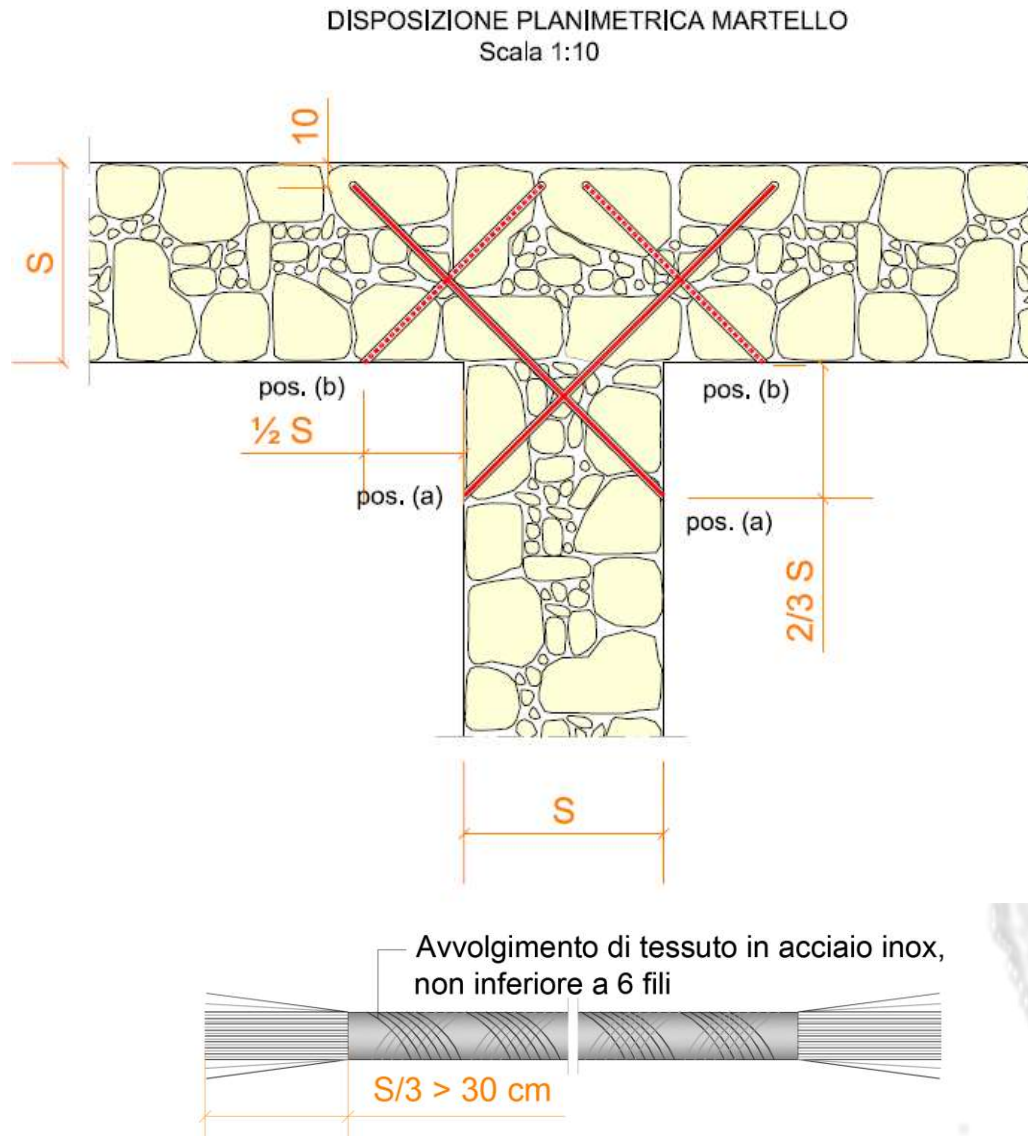 DISPOSIZIONE PLANIMETRICA MARTELLO
Scala 1:10
10
S
pos. (b)
pos. (b)
½ S
pos. (a)
pos. (a)
2/3 S
S
Avvolgimento di tessuto in acciaio inox,
non inferiore a 6 fili
S/3 > 30 cm